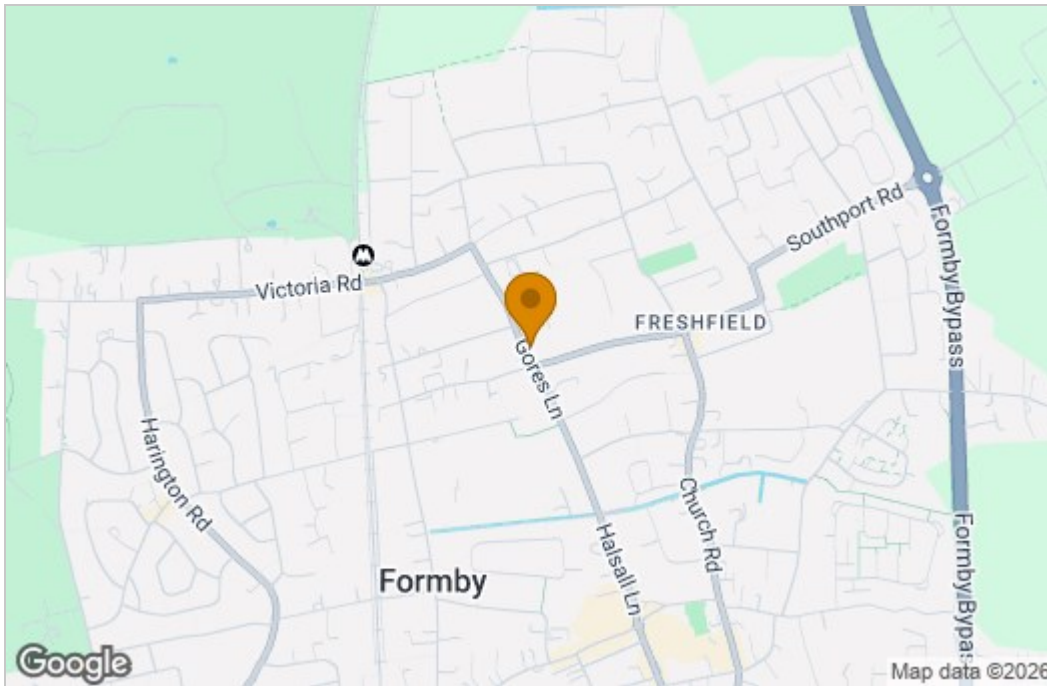 Southport Rd
Formby Bypass
Victoria Rd
FRESHFIELD
Gores Ln
Harington Rd
Church Rd
Halsall Ln
Formby Bypass
Formby
Google
Map data ©2026